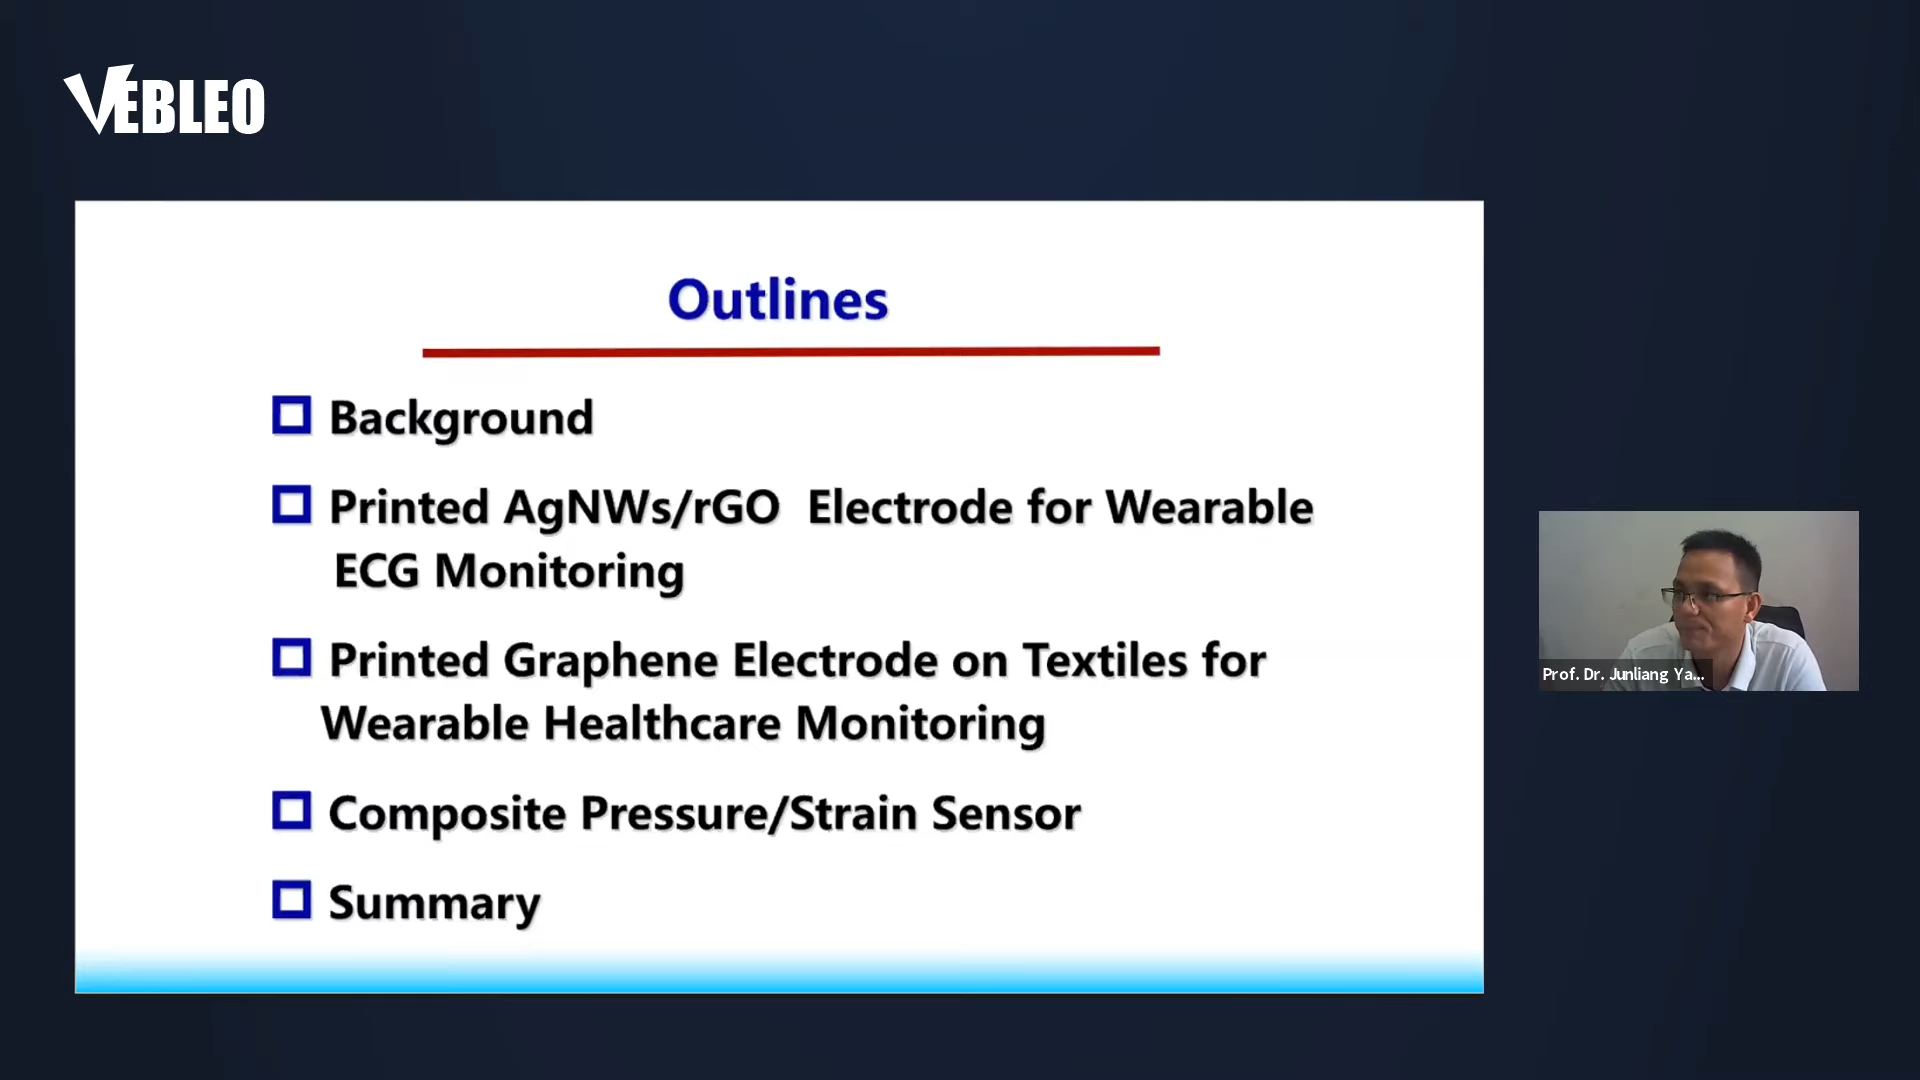 VEBLEO
Outlines
Background
Printed AgNWs/rGO Electrode for Wearable
ECG Monitoring
Printed Graphene Electrode on Textiles for
Wearable Healthcare Monitoring
Composite Pressure/Strain Sensor
Summary
Prof. Dr. Junliang Ya...